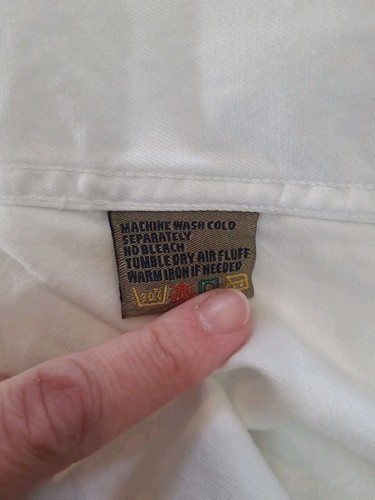 MACHINE WASH COLD
SEPARATELY
NO BLEACH
TUMBLE DRY AIR FLUFF
WARM IRON IF NEEDED